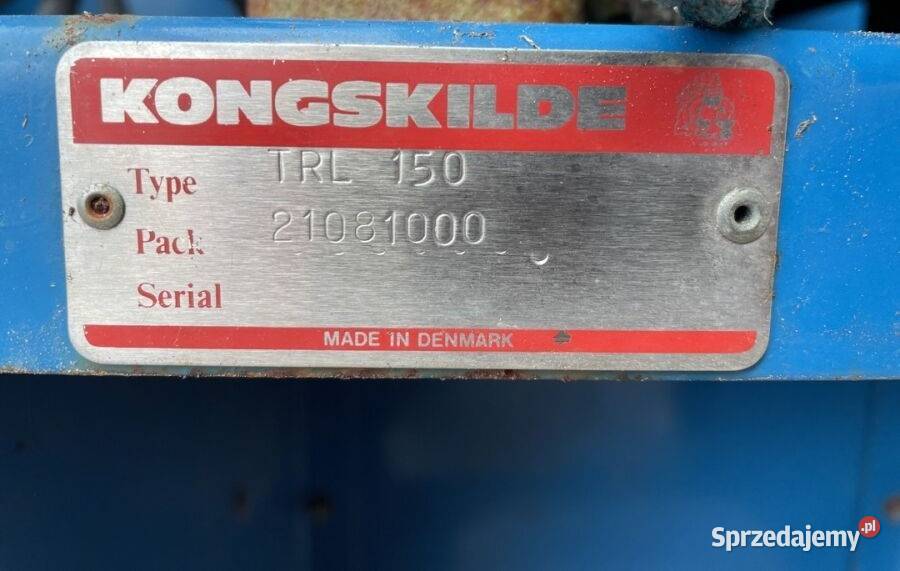 KONGSKILDE
Type TRL 150
Pack 21081000
Serial
MADE IN DENMARK
Sprzedajemy.pl